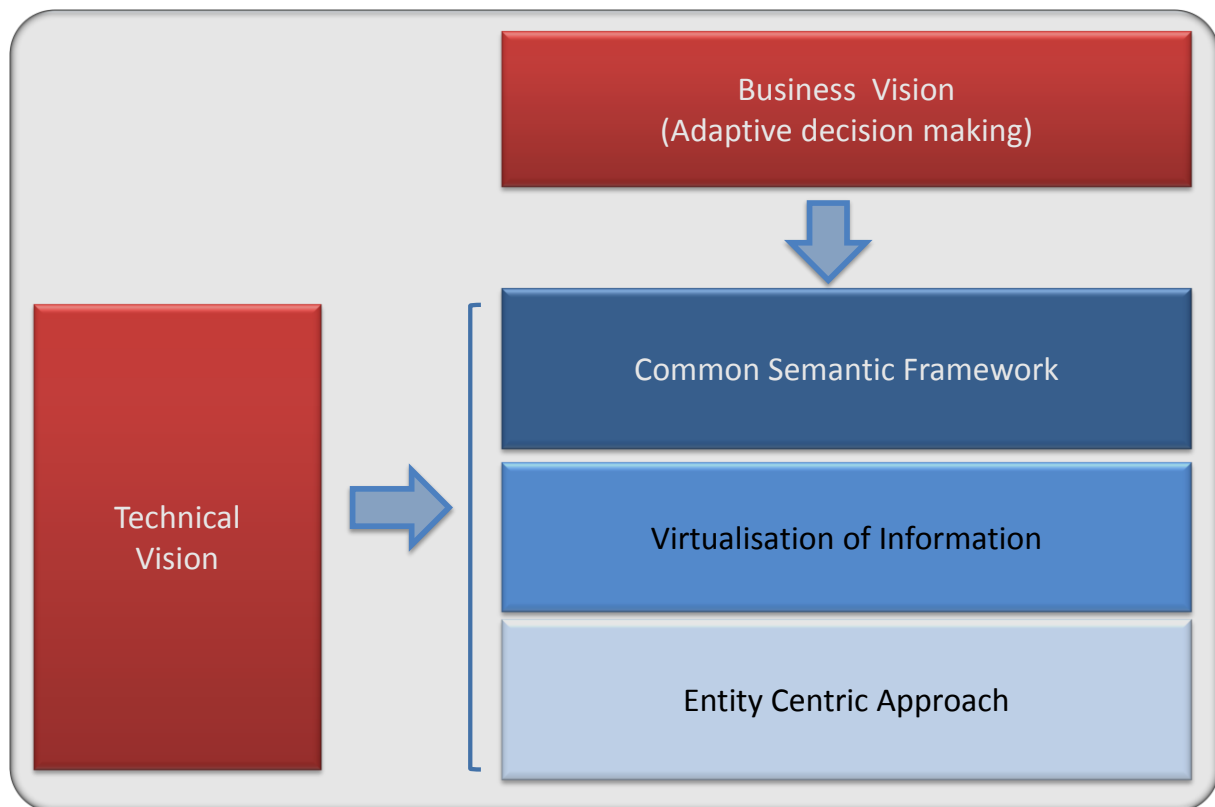 Business Vision
(Adaptive decision making)
Common Semantic Framework
Technical
Vision
Virtualisation of Information
Entity Centric Approach